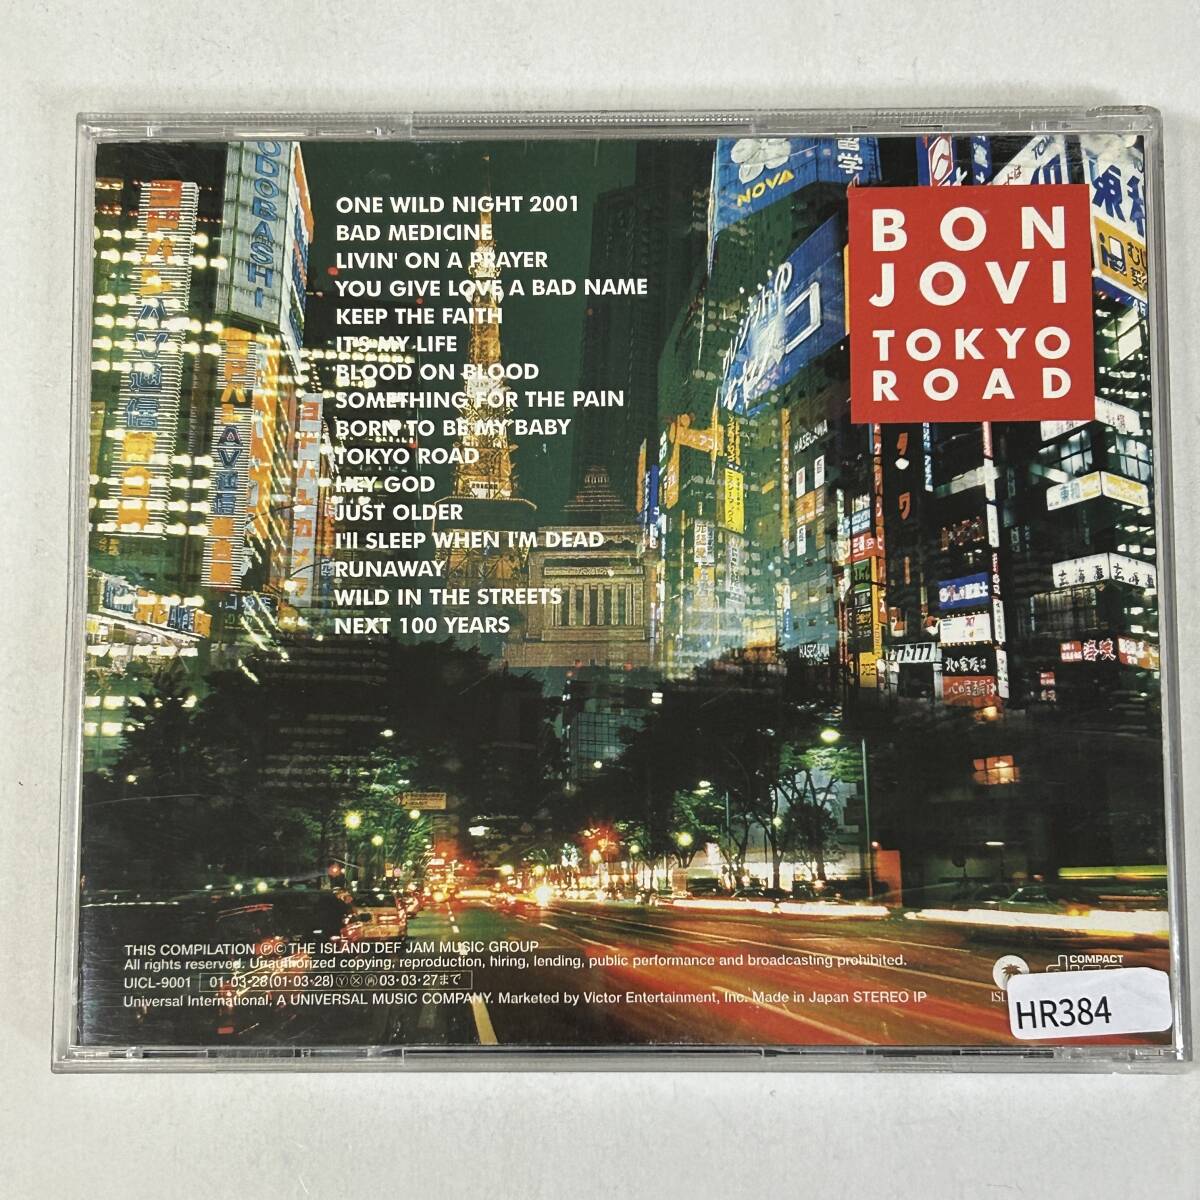 ONE WILD NIGHT 2001
BAD MEDICINE
LIVIN' ON A PRAYER
YOU GIVE LOVE A BAD NAME
KEEP THE FAITH
IT'S MY LIFE
BLOOD ON BLOOD
SOMETHING FOR THE PAIN
BORN TO BE MY BABY
TOKYO ROAD
HEY GOD
JUST OLDER
I'll SLEEP WHEN I'M DEAD
RUNAWAY
WILD IN THE STREETS
NEXT 100 YEARS
BON
JOVI
TOKYO
ROAD
NOVA
HASEGAWA
HASEGAWA
7-777
THIS COMPILATION ℗© THE ISLAND DEF JAM MUSIC GROUP
All rights reserved. Unauthorized copying, reproduction, hiring, lending, public performance and broadcasting prohibited.
UICL-9001 01·03·28(01·03·28)Ⓨ 03·03·27まで
Universal International, A UNIVERSAL MUSIC COMPANY. Marketed by Victor Entertainment, Inc. Made in Japan STEREO IP
COMPACT
HR384